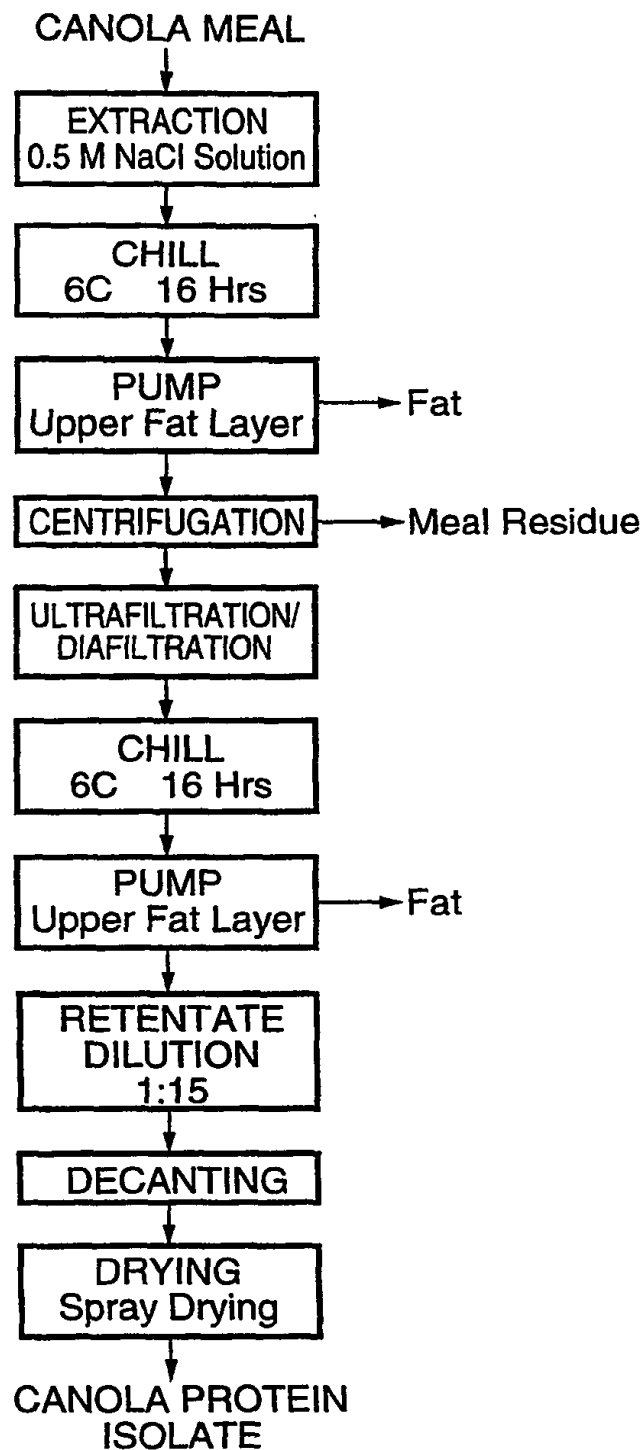 CANOLA MEAL
EXTRACTION
0.5 M NaCl Solution
CHILL
6C 16 Hrs
PUMP
Upper Fat Layer
Fat
CENTRIFUGATION
Meal Residue
ULTRAFILTRATION/
DIAFILTRATION
CHILL
6C 16 Hrs
PUMP
Upper Fat Layer
Fat
RETENTATE
DILUTION
1:15
DECANTING
DRYING
Spray Drying
CANOLA PROTEIN
ISOLATE